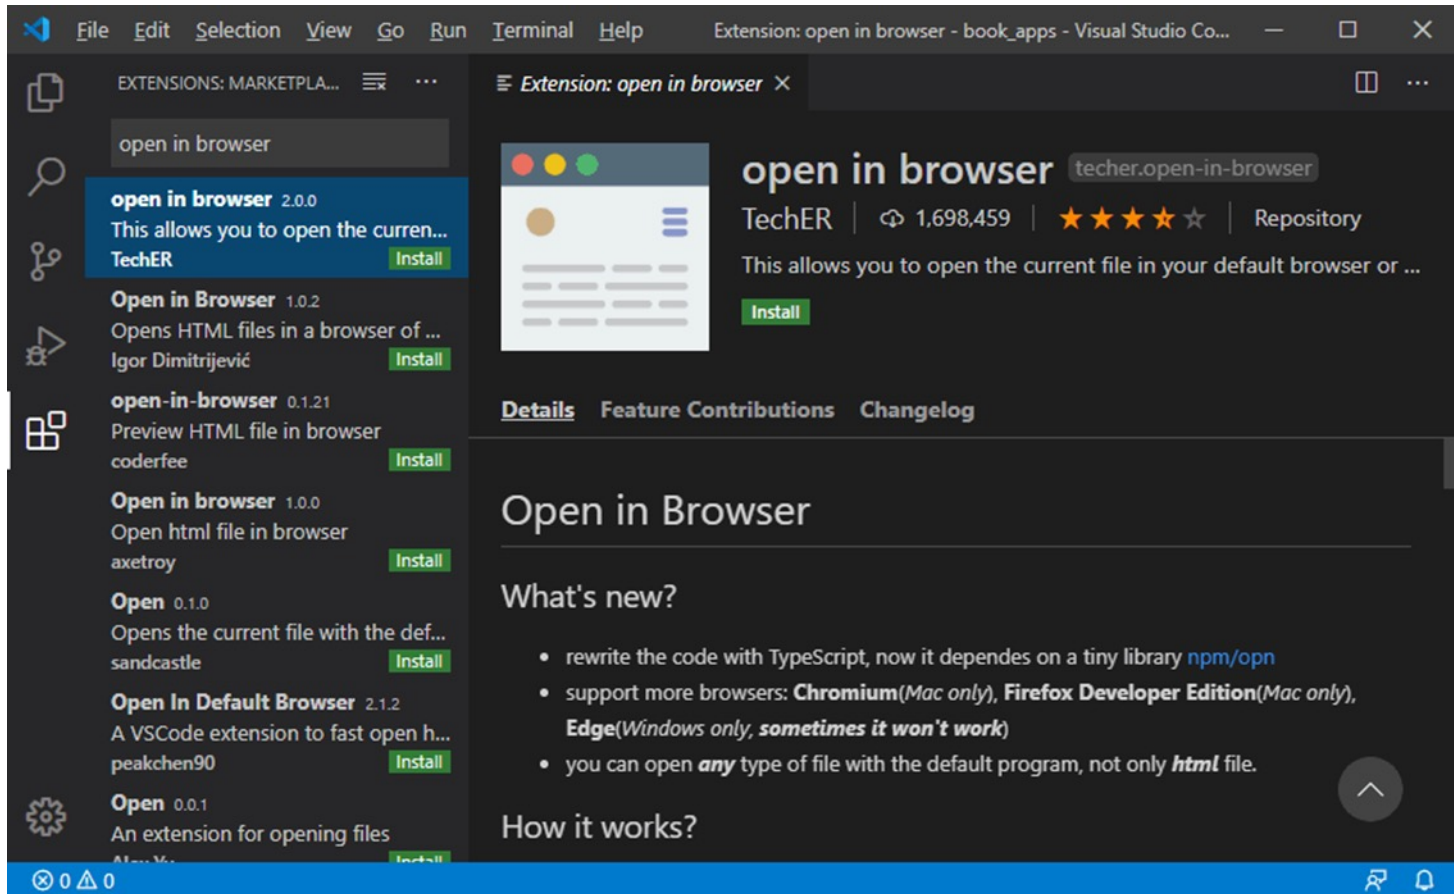 File Edit Selection View Go Run Terminal Help Extension: open in browser - book_apps - Visual Studio Co...
EXTENSIONS: MARKETPLA...
open in browser
open in browser 2.0.0
This allows you to open the curren...
TechER Install
Open in Browser 1.0.2
Opens HTML files in a browser of ...
Igor Dimitrijević Install
open-in-browser 0.1.21
Preview HTML file in browser
coderfee Install
Open in browser 1.0.0
Open html file in browser
axetroy Install
Open 0.1.0
Opens the current file with the def...
sandcastle Install
Open In Default Browser 2.1.2
A VSCode extension to fast open h...
peakchen90 Install
Open 0.0.1
An extension for opening files
Install
Extension: open in browser
open in browser techer.open-in-browser
TechER 1,698,459 Repository
This allows you to open the current file in your default browser or ...
Install
Details Feature Contributions Changelog
Open in Browser
What's new?
rewrite the code with TypeScript, now it dependes on a tiny library npm/opn
support more browsers: Chromium(Mac only), Firefox Developer Edition(Mac only),
Edge(Windows only, sometimes it won't work)
you can open any type of file with the default program, not only html file.
How it works?
0 0